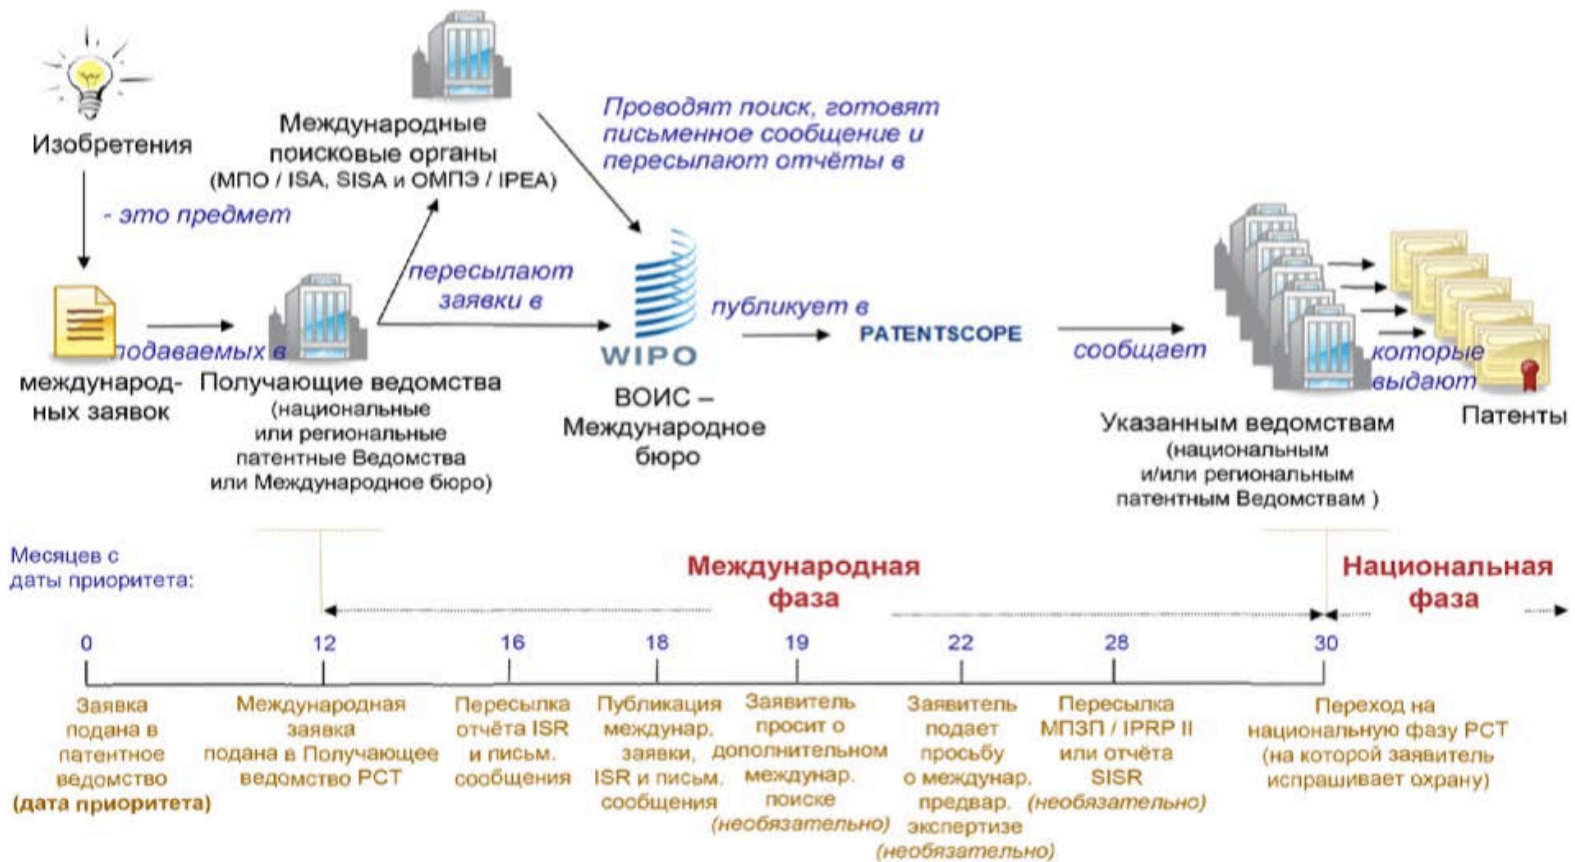 Изобретения
- это предмет
международ-
ных заявок
подаваемых в
Получающие ведомства
(национальные
или региональные
патентные Ведомства
или Международное бюро)
Международные
поисковые органы
(МПО / ISA, SISA и ОМПЭ / IPEA)
пересылают
заявки в
Проводят поиск, готовят
письменное сообщение и
пересылают отчёты в
WIPO
ВОИС –
Международное
бюро
публикует в
PATENTSCOPE
сообщает
Указанным ведомствам
(национальным
и/или региональным
патентным Ведомствам )
которые
выдают
Патенты
Месяцев с
даты приоритета:
Международная
фаза
Национальная
фаза
0
12
16
18
19
22
28
30
Заявка
подана в
патентное
ведомство
(дата приоритета)
Международная
заявка
подана в Получающее
ведомство РСТ
Пересылка
отчёта ISR
и письм.
сообщения
Публикация
междунар.
заявки,
ISR и письм.
сообщения
Заявитель
просит о
дополнительном
междунар.
поиске
(необязательно)
Заявитель
подает
просьбу
о междунар.
предвар.
экспертизе
(необязательно)
Пересылка
МПЗП / IPRP II
или отчёта
SISR
(необязательно)
Переход на
национальную фазу РСТ
(на которой заявитель
испрашивает охрану)